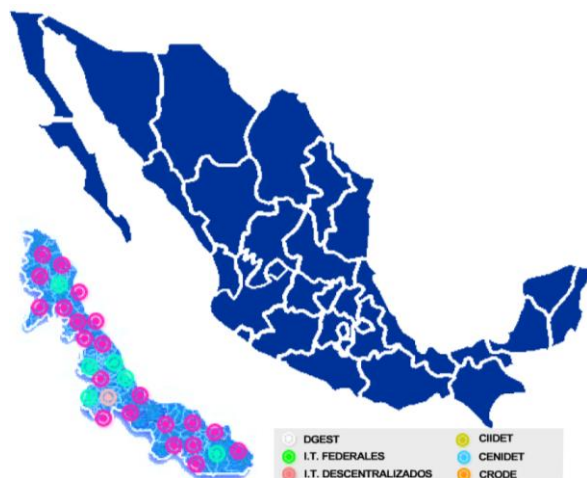 DGEST
I.T. FEDERALES
I.T. DESCENTRALIZADOS
CIIDET
CENIDET
CRODE